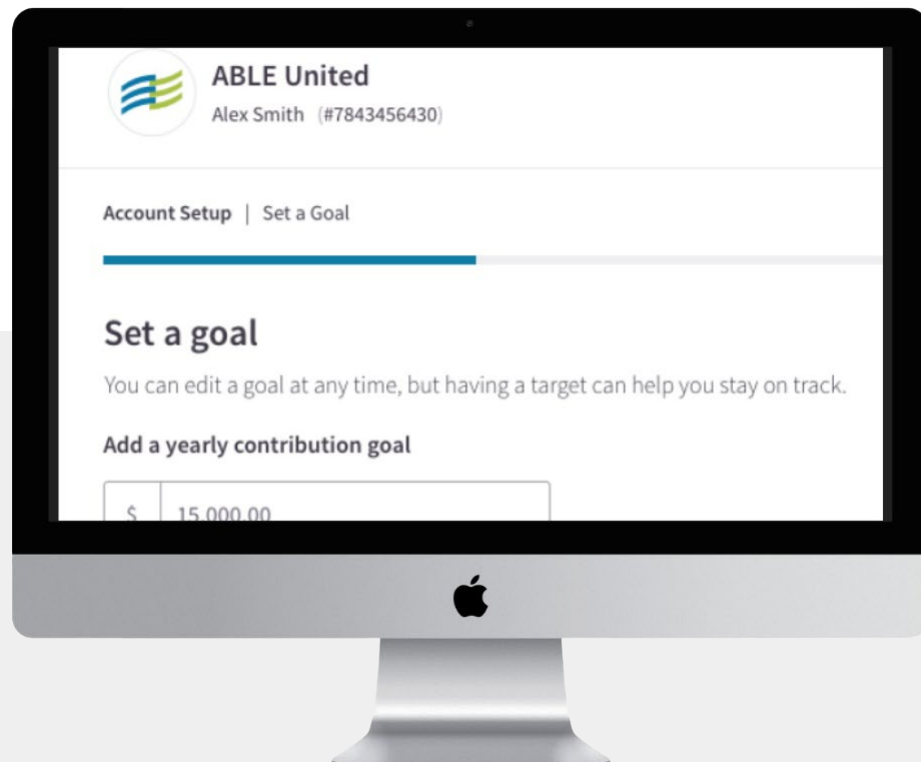 ABLE United
Alex Smith (#7843456430)
Account Setup | Set a Goal
Set a goal
You can edit a goal at any time, but having a target can help you stay on track.
Add a yearly contribution goal
$ 15,000.00